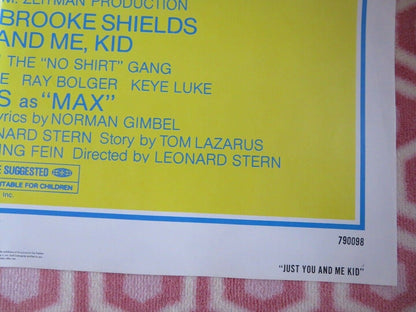 M. ZEITMAN PRODUCTION
BROOKE SHIELDS
AND ME, KID
THE "NO SHIRT" GANG
RAY BOLGER KEYE LUKE
S as "MAX"
yrics by NORMAN GIMBEL
NARD STERN Story by TOM LAZARUS
ING FEIN Directed by LEONARD STERN
E SUGGESTED
ITABLE FOR CHILDREN
Inc.
790098
"JUST YOU AND ME KID"